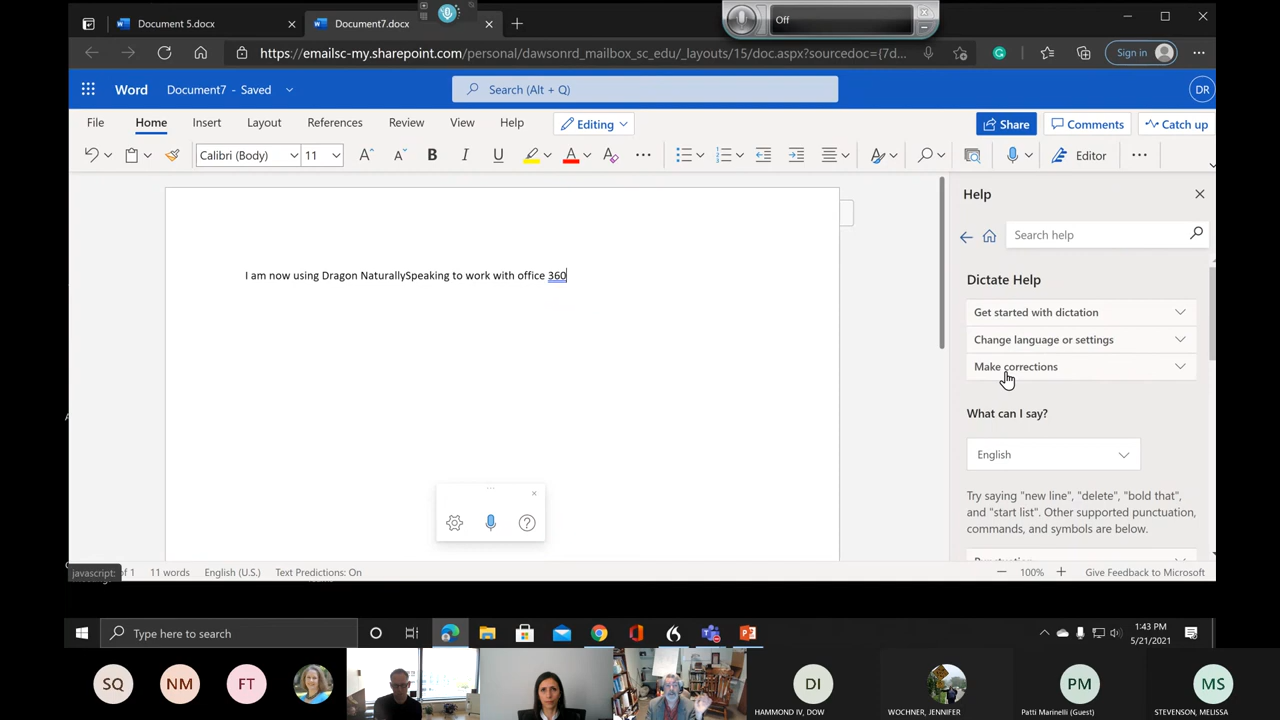 Document 5.docx
Document7.docx
Off
https://emailsc-my.sharepoint.com/personal/dawsonrd_mailbox_sc_edu/_layouts/15/doc.aspx?sourcedoc={7d...
Sign in
Word Document7 - Saved
Search (Alt + Q)
DR
File Home Insert Layout References Review View Help Editing Share Comments Catch up
Calibri (Body) 11 Editor
Help
Search help
Dictate Help
I am now using Dragon NaturallySpeaking to work with office 360
Get started with dictation
Change language or settings
Make corrections
What can I say?
English
Try saying "new line", "delete", "bold that",
and "start list". Other supported punctuation,
commands, and symbols are below.
Punctuation
javascript: of 1 11 words English (U.S.) Text Predictions: On 100% Give Feedback to Microsoft
Type here to search
1:43 PM
5/21/2021
SQ NM FT DI PM MS
HAMMOND IV, DOW WOCHNER, JENNIFER Patti Marinelli (Guest) STEVENSON, MELISSA